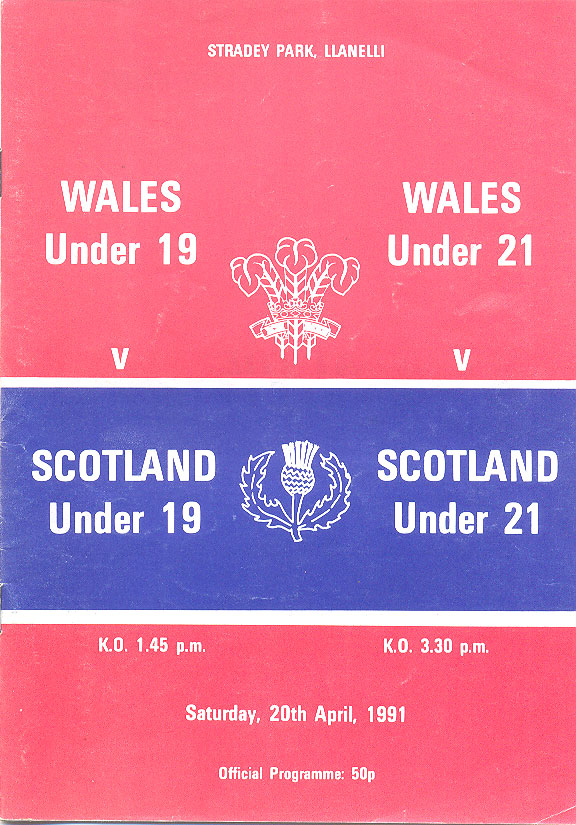 STRADEY PARK, LLANELLI
WALES
Under 19
v
SCOTLAND
Under 19
K.O. 1.45 p.m.
WALES
Under 21
v
SCOTLAND
Under 21
K.O. 3.30 p.m.
Saturday, 20th April, 1991
Official Programme: 50p